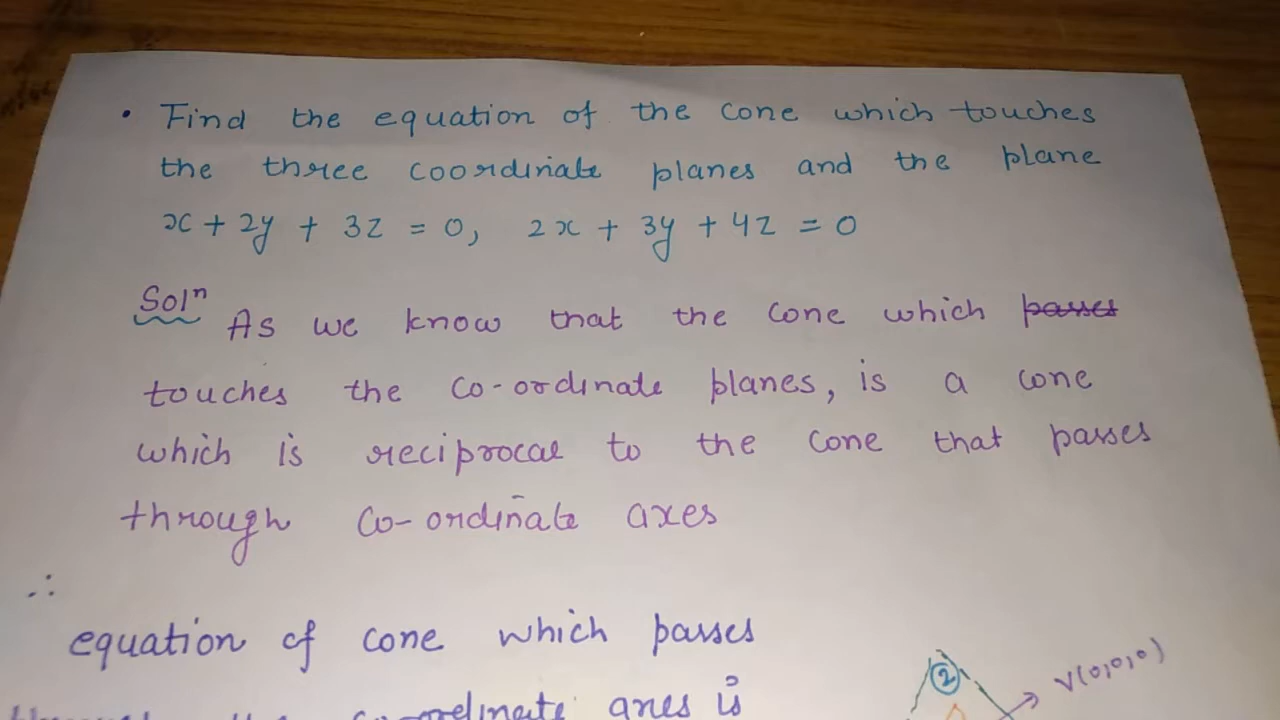 • Find the equation of the cone which touches
the three coordinate planes and the plane
x + 2y + 3z = 0, 2x + 3y + 4z = 0
Solⁿ As we know that the cone which passes
touches the co-ordinate planes, is a cone
which is reciprocal to the cone that passes
through co-ordinate axes
∴
equation of cone which passes
axes is
② V(0,0,0)